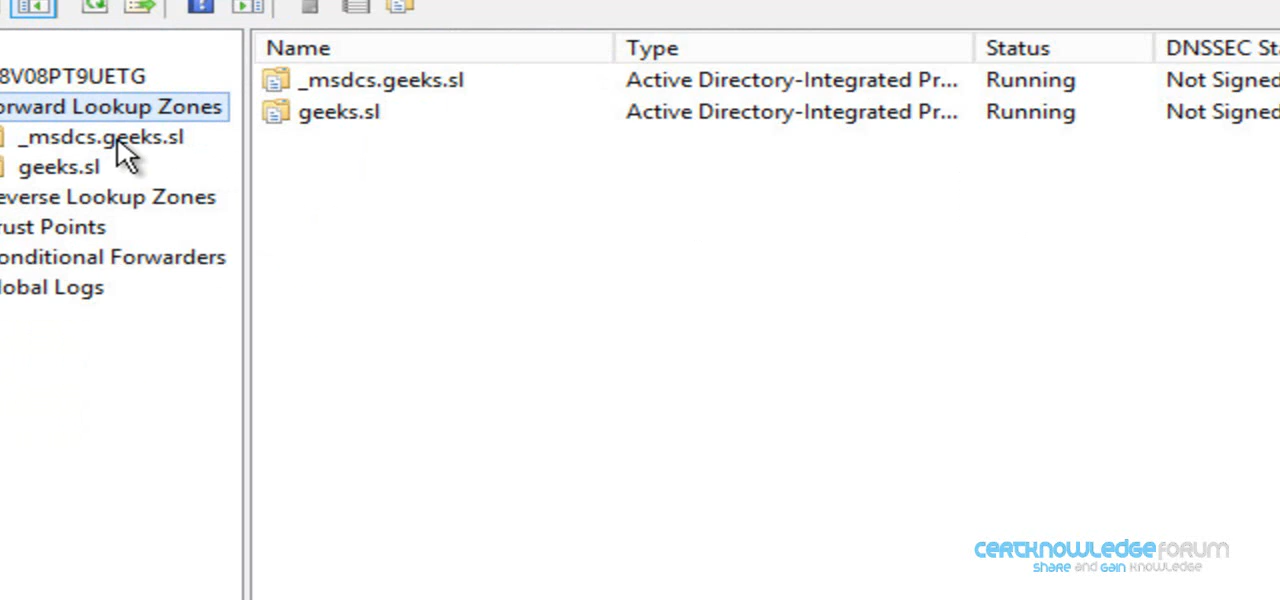 Name Type Status DNSSEC Sta
8V08PT9UETG
orward Lookup Zones
_msdcs.geeks.sl
geeks.sl
everse Lookup Zones
rust Points
onditional Forwarders
lobal Logs
_msdcs.geeks.sl Active Directory-Integrated Pr... Running Not Signed
geeks.sl Active Directory-Integrated Pr... Running Not Signed
CERTKNOWLEDGEFORUM
SHARE AND GAIN KNOWLEDGE